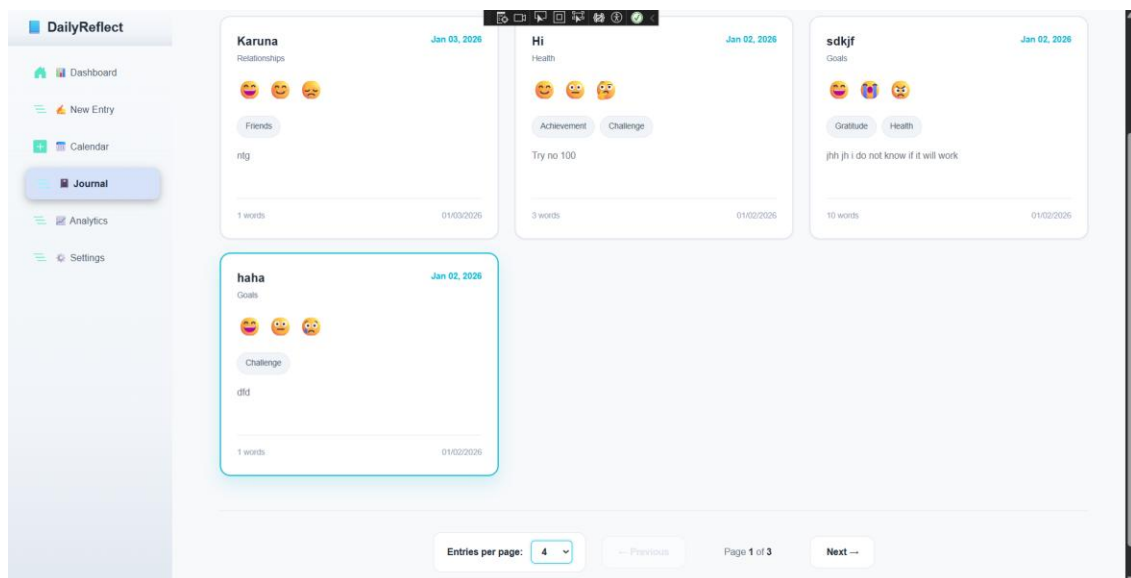 DailyReflect
Dashboard
New Entry
Calendar
Journal
Analytics
Settings
Karuna
Jan 03, 2026
Relationships
Friends
ntg
1 words
01/03/2026
Hi
Jan 02, 2026
Health
Achievement Challenge
Try no 100
3 words
01/02/2026
sdkjf
Jan 02, 2026
Goals
Gratitude Health
jhh jh i do not know if it will work
10 words
01/02/2026
haha
Jan 02, 2026
Goals
Challenge
dfd
1 words
01/02/2026
Entries per page: 4 ← Previous Page 1 of 3 Next →